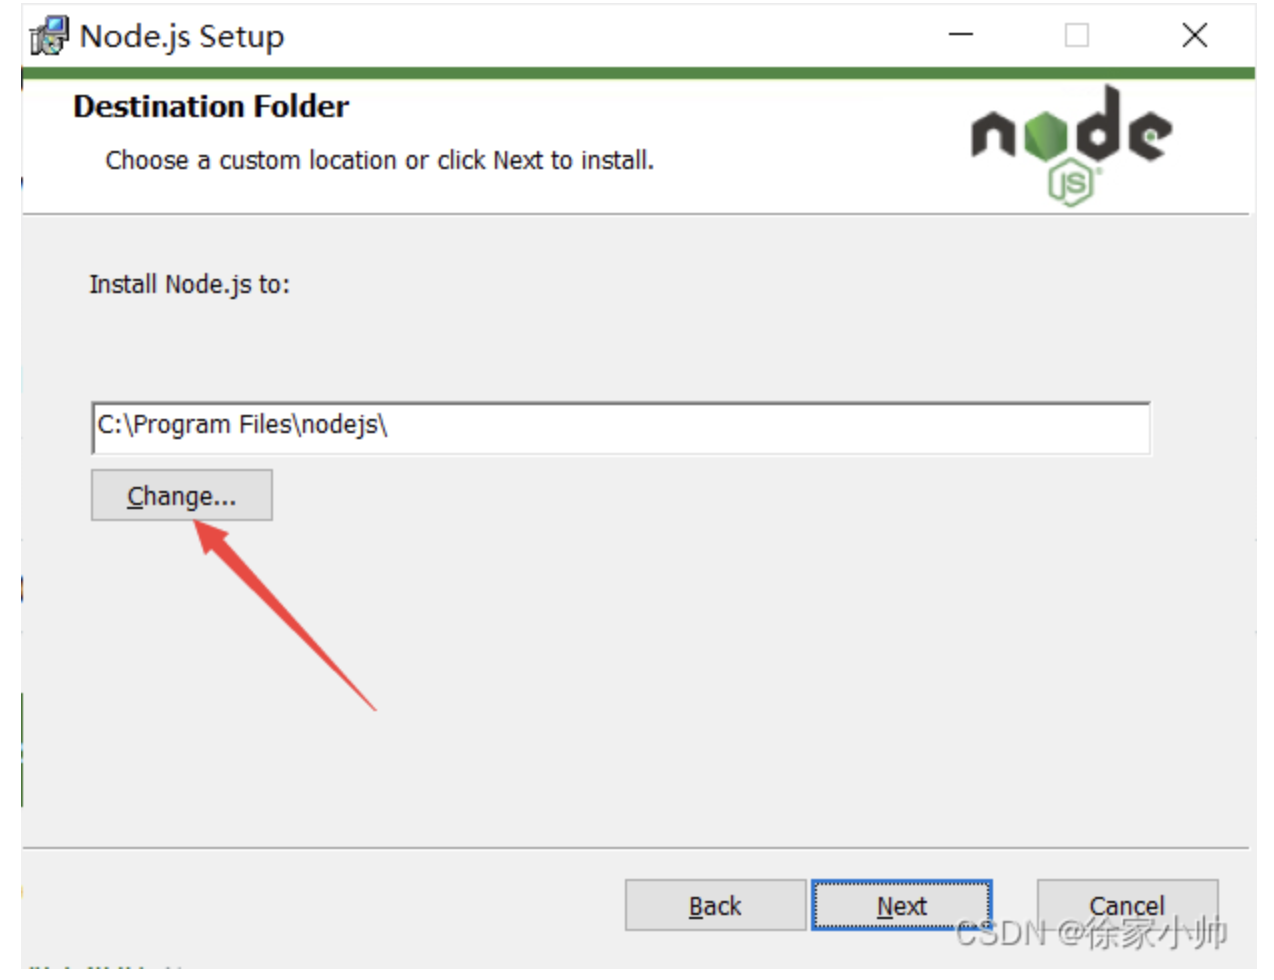 Node.js Setup
Destination Folder
Choose a custom location or click Next to install.
node
JS
Install Node.js to:
C:\Program Files\nodejs\
Change...
Back Next Cancel
CSDN @徐家小帅